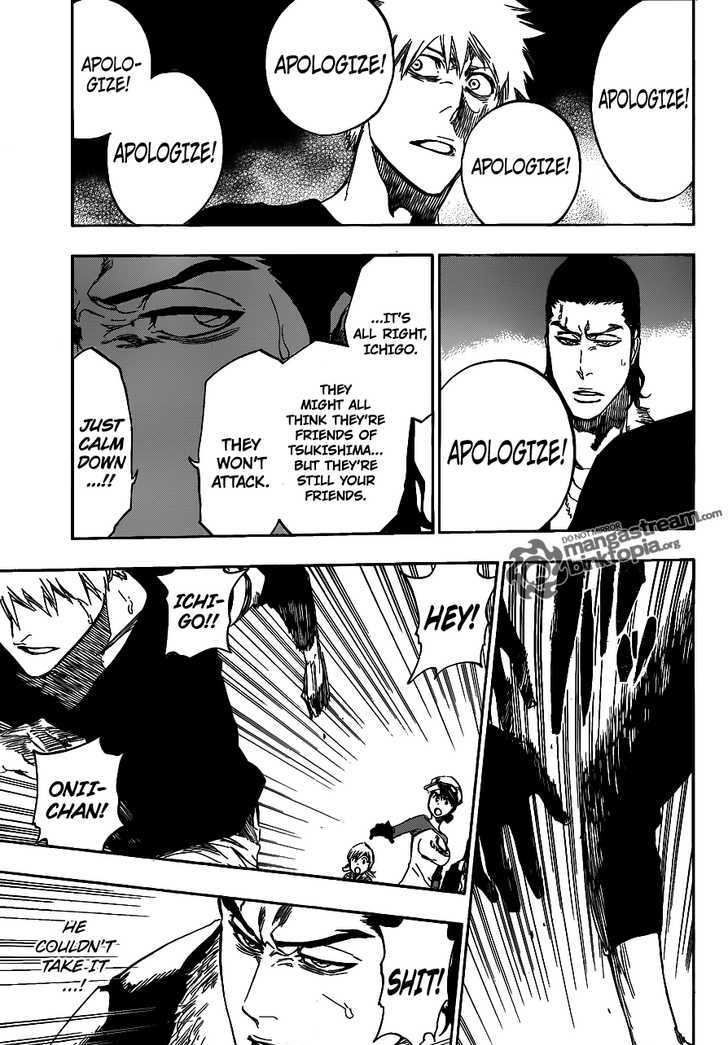 APOLOGIZE!
APOLOGIZE!
APOLOGIZE!
APOLO-
GIZE!
APOLOGIZE!
APOLOGIZE!
...IT'S
ALL RIGHT,
ICHIGO.
THEY
MIGHT ALL
THINK THEY'RE
FRIENDS OF
TSUKISHIMA...
BUT THEY'RE
STILL YOUR
FRIENDS.
THEY
WON'T
ATTACK.
JUST
CALM
DOWN
...!!
DO NOT MIRROR
mangastream.com
binktopia.org
HEY!
ICHI-
GO!!
ONII-
CHAN!
SHIT!
HE
COULDN'T
TAKE IT
....!